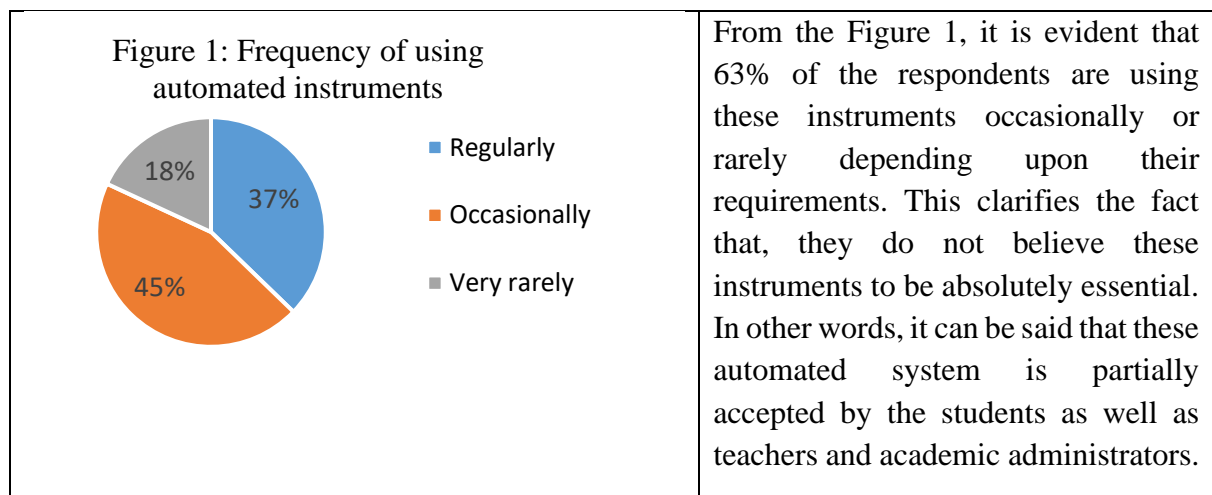 Figure 1: Frequency of using
automated instruments
18%
37%
45%
Regularly
Occasionally
Very rarely
From the Figure 1, it is evident that
63% of the respondents are using
these instruments occasionally or
rarely depending upon their
requirements. This clarifies the fact
that, they do not believe these
instruments to be absolutely essential.
In other words, it can be said that these
automated system is partially
accepted by the students as well as
teachers and academic administrators.